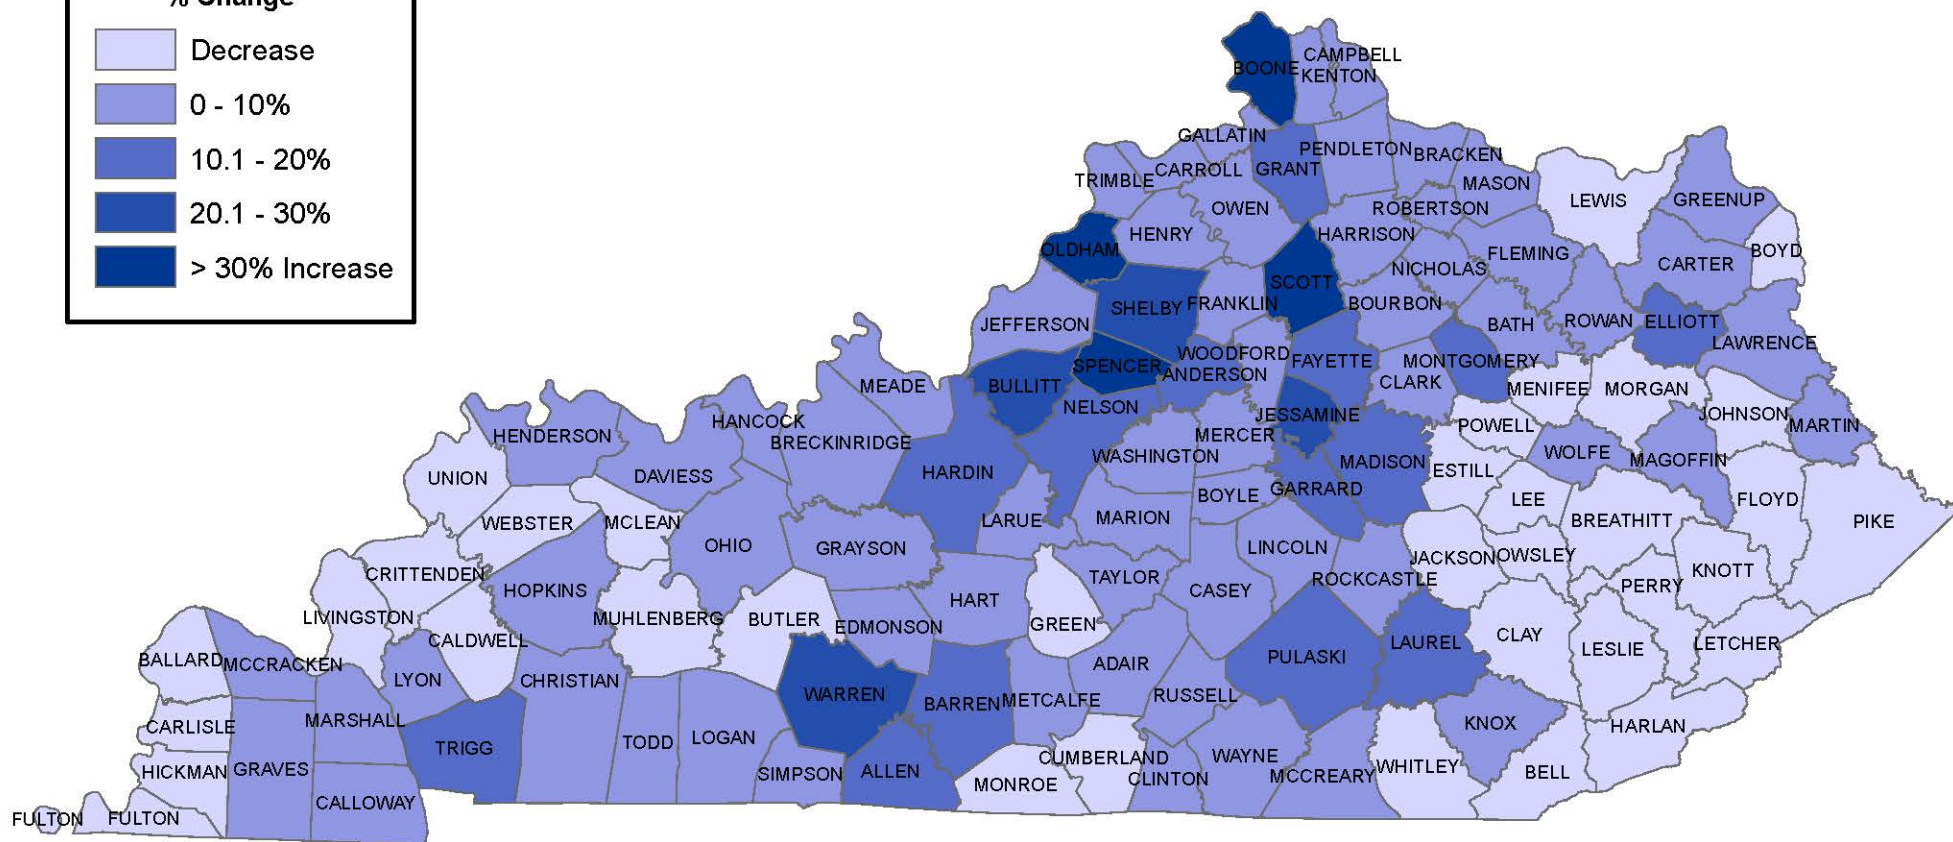 % Change
Decrease
0 - 10%
10.1 - 20%
20.1 - 30%
> 30% Increase
BOONE
CAMPBELL
KENTON
GALLATIN
GRANT
PENDLETON
BRACKEN
TRIMBLE
CARROLL
MASON
LEWIS
GREENUP
OWEN
ROBERTSON
HENRY
HARRISON
OLDHAM
FLEMING
BOYD
NICHOLAS
CARTER
SCOTT
SHELBY
FRANKLIN
BOURBON
JEFFERSON
BATH
ROWAN
ELLIOTT
LAWRENCE
WOODFORD
FAYETTE
MONTGOMERY
SPENCER
ANDERSON
CLARK
BULLITT
MEADE
MENIFEE
MORGAN
NELSON
JESSAMINE
JOHNSON
MARTIN
HANCOCK
POWELL
HENDERSON
BRECKINRIDGE
MERCER
WASHINGTON
WOLFE
MAGOFFIN
MADISON
ESTILL
UNION
DAVIESS
HARDIN
GARRARD
BOYLE
LEE
FLOYD
WEBSTER
MCLEAN
LARUE
MARION
BREATHITT
PIKE
OHIO
GRAYSON
LINCOLN
JACKSON
OWSLEY
CRITTENDEN
TAYLOR
ROCKCASTLE
KNOTT
PERRY
HOPKINS
HART
CASEY
LIVINGSTON
MUHLENBERG
BUTLER
EDMONSON
GREEN
CALDWELL
PULASKI
LAUREL
CLAY
LESLIE
LETCHER
BALLARD
MCCRACKEN
LYON
CHRISTIAN
ADAIR
WARREN
BARREN
METCALFE
RUSSELL
CARLISLE
MARSHALL
KNOX
HARLAN
TRIGG
TODD
LOGAN
CUMBERLAND
WAYNE
HICKMAN
GRAVES
SIMPSON
ALLEN
MONROE
CLINTON
MCCREARY
WHITLEY
BELL
CALLOWAY
FULTON
FULTON